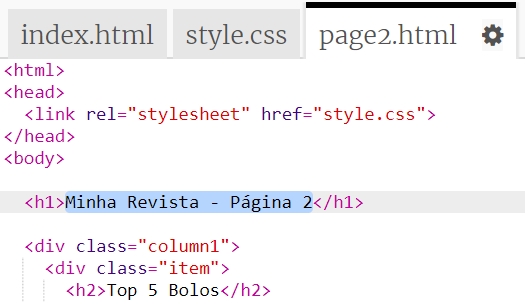 index.html style.css page2.html
<html>
<head>
<link rel="stylesheet" href="style.css">
</head>
<body>
<h1>Minha Revista - Página 2</h1>
<div class="column1">
<div class="item">
<h2>Top 5 Bolos</h2>